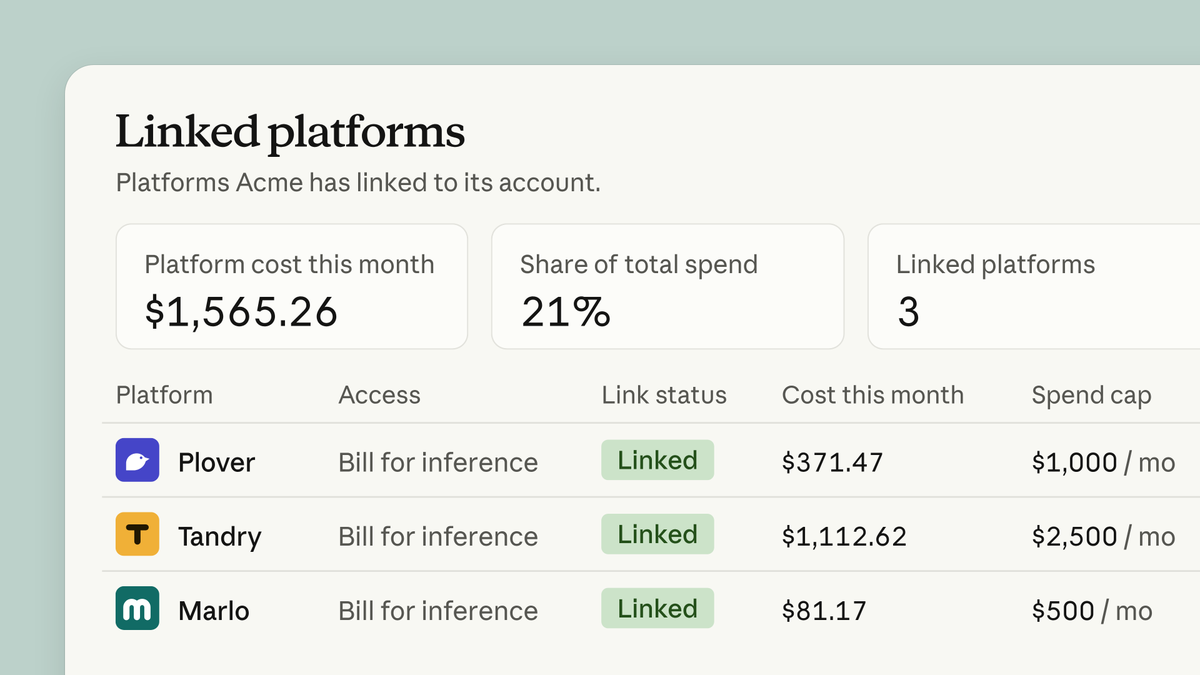 Linked platforms
Platforms Acme has linked to its account.
Platform cost this month
$1,565.26
Share of total spend
21%
Linked platforms
3
Platform Access Link status Cost this month Spend cap
Plover Bill for inference Linked $371.47 $1,000 / mo
T Tandry Bill for inference Linked $1,112.62 $2,500 / mo
m Marlo Bill for inference Linked $81.17 $500 / mo